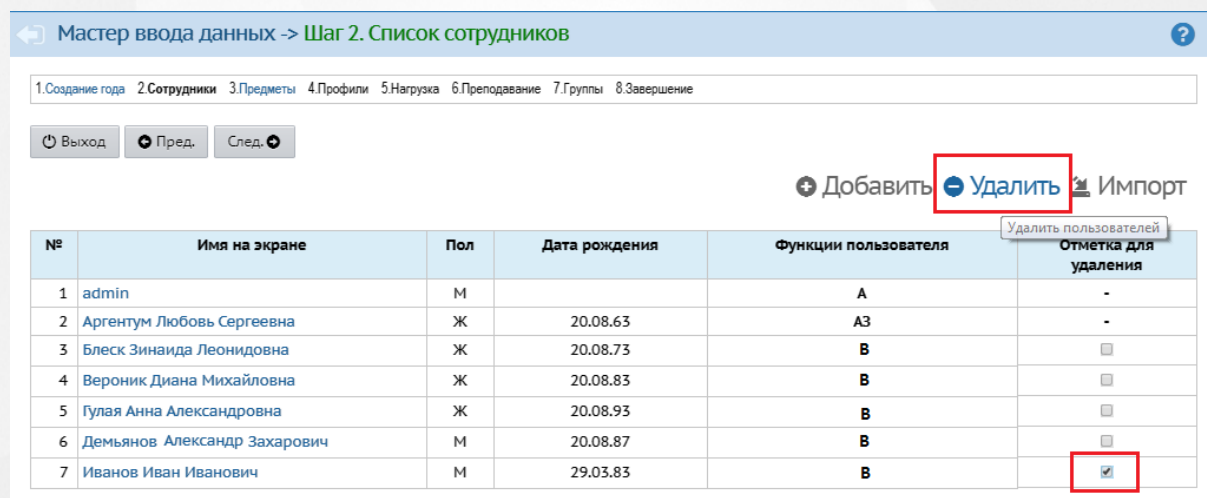 Мастер ввода данных -> Шаг 2. Список сотрудников
1.Создание года 2.Сотрудники 3.Предметы 4.Профили 5.Нагрузка 6.Преподавание 7.Группы 8.Завершение
Выход Пред. След.
Добавить Удалить Импорт
Удалить пользователей
№ Имя на экране Пол Дата рождения Функции пользователя Отметка для удаления
1 admin М А -
2 Аргентум Любовь Сергеевна Ж 20.08.63 АЗ -
3 Блеск Зинаида Леонидовна Ж 20.08.73 В
4 Вероник Диана Михайловна Ж 20.08.83 В
5 Гулая Анна Александровна Ж 20.08.93 В
6 Демьянов Александр Захарович М 20.08.87 В
7 Иванов Иван Иванович М 29.03.83 В